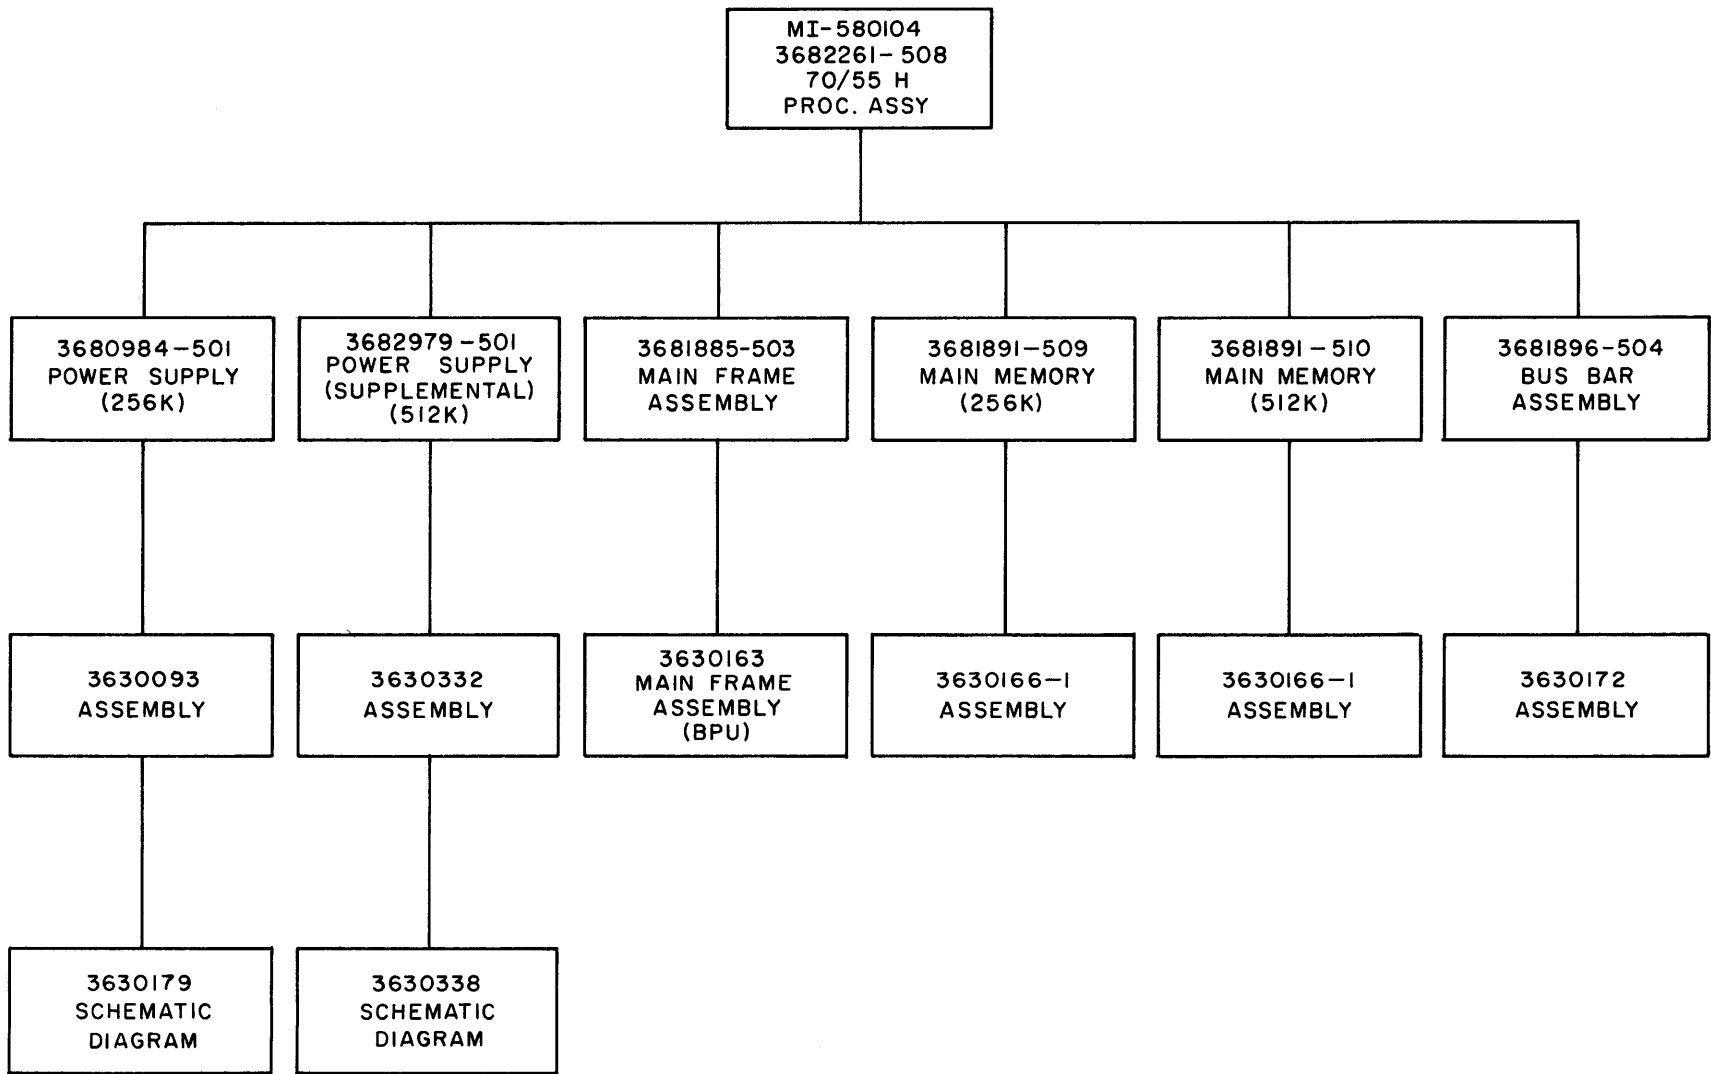 MI-580104
3682261-508
70/55 H
PROC. ASSY
3680984-501
POWER SUPPLY
(256K)
3682979-501
POWER SUPPLY
(SUPPLEMENTAL)
(512K)
3681885-503
MAIN FRAME
ASSEMBLY
3681891-509
MAIN MEMORY
(256K)
3681891-510
MAIN MEMORY
(512K)
3681896-504
BUS BAR
ASSEMBLY
3630093
ASSEMBLY
3630332
ASSEMBLY
3630163
MAIN FRAME
ASSEMBLY
(BPU)
3630166-1
ASSEMBLY
3630166-1
ASSEMBLY
3630172
ASSEMBLY
3630179
SCHEMATIC
DIAGRAM
3630338
SCHEMATIC
DIAGRAM